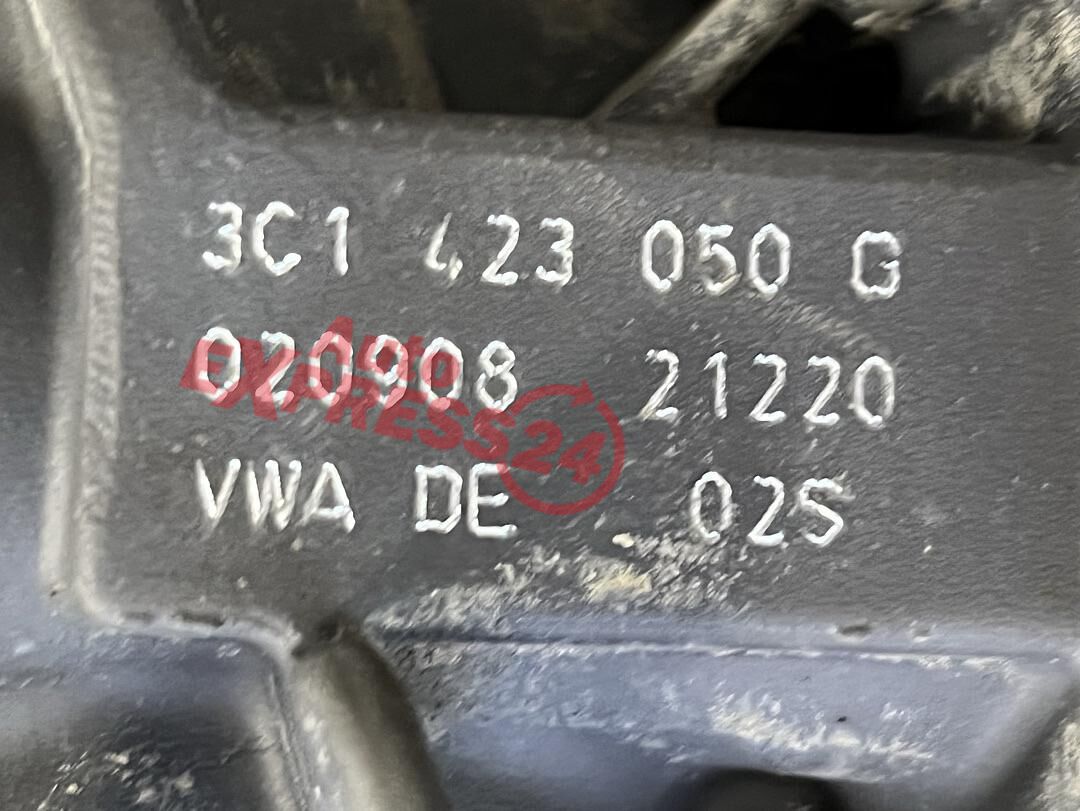 3C1 423 050 G
020908 21220
VWA DE 02S
Auto
EXPRESS24